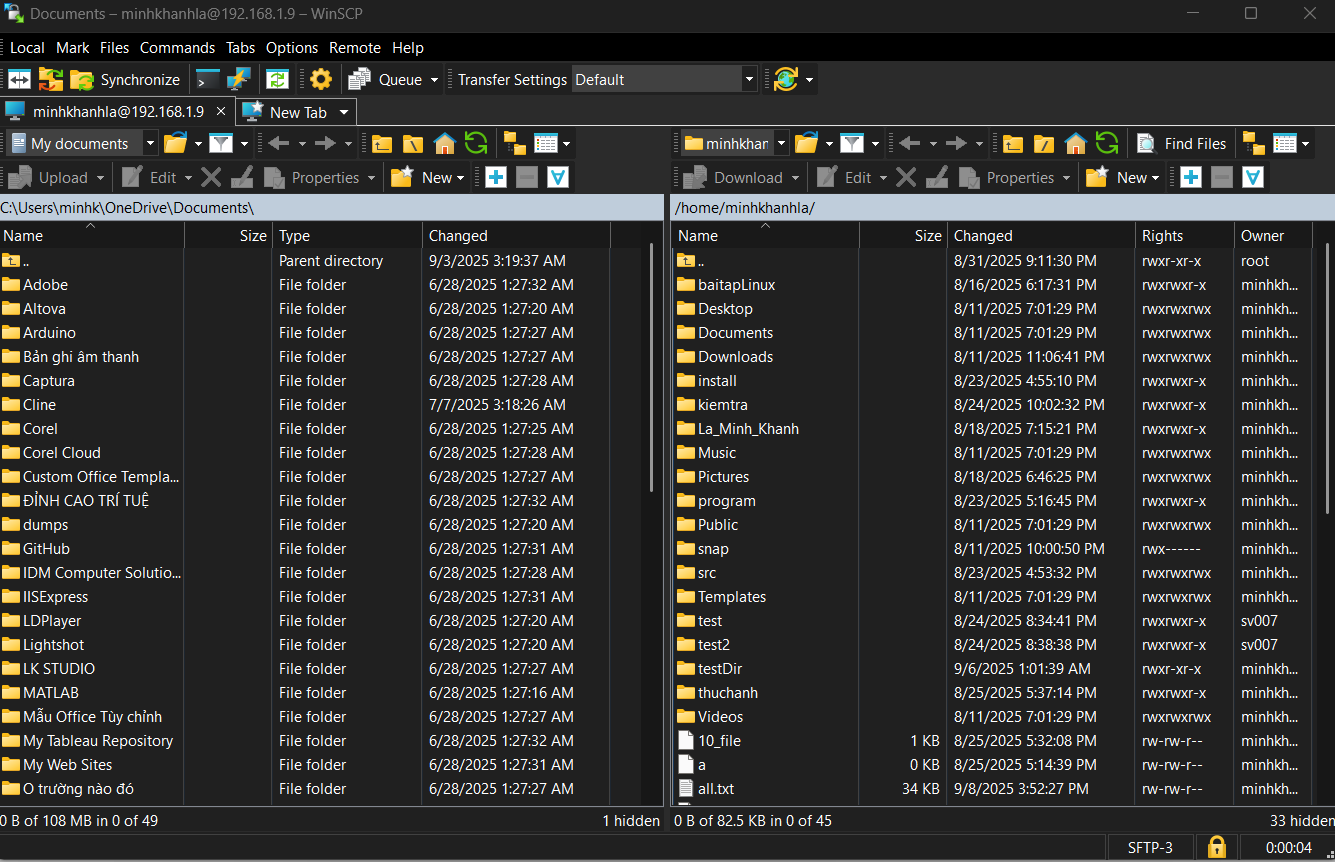 Documents – minhkhanhla@192.168.1.9 – WinSCP
Local Mark Files Commands Tabs Options Remote Help
Synchronize Queue Transfer Settings Default
minhkhanhla@192.168.1.9 × New Tab
My documents
minhkhar Find Files
Upload Edit Properties New
Download Edit Properties New
C:\Users\minhk\OneDrive\Documents\
Name Size Type Changed
.. Parent directory 9/3/2025 3:19:37 AM
Adobe File folder 6/28/2025 1:27:32 AM
Altova File folder 6/28/2025 1:27:20 AM
Arduino File folder 6/28/2025 1:27:27 AM
Bản ghi âm thanh File folder 6/28/2025 1:27:27 AM
Captura File folder 6/28/2025 1:27:28 AM
Cline File folder 7/7/2025 3:18:26 AM
Corel File folder 6/28/2025 1:27:25 AM
Corel Cloud File folder 6/28/2025 1:27:28 AM
Custom Office Templa... File folder 6/28/2025 1:27:27 AM
ĐỈNH CAO TRÍ TUỆ File folder 6/28/2025 1:27:32 AM
dumps File folder 6/28/2025 1:27:20 AM
GitHub File folder 6/28/2025 1:27:31 AM
IDM Computer Solutio... File folder 6/28/2025 1:27:28 AM
IISExpress File folder 6/28/2025 1:27:31 AM
LDPlayer File folder 6/28/2025 1:27:20 AM
Lightshot File folder 6/28/2025 1:27:20 AM
LK STUDIO File folder 6/28/2025 1:27:27 AM
MATLAB File folder 6/28/2025 1:27:16 AM
Mẫu Office Tùy chỉnh File folder 6/28/2025 1:27:27 AM
My Tableau Repository File folder 6/28/2025 1:27:32 AM
My Web Sites File folder 6/28/2025 1:27:31 AM
O trường nào đó File folder 6/28/2025 1:27:27 AM
0 B of 108 MB in 0 of 49 1 hidden
/home/minhkhanhla/
Name Size Changed Rights Owner
.. 8/31/2025 9:11:30 PM rwxr-xr-x root
baitapLinux 8/16/2025 6:17:31 PM rwxrwxr-x minhkh...
Desktop 8/11/2025 7:01:29 PM rwxrwxrwx minhkh...
Documents 8/11/2025 7:01:29 PM rwxrwxrwx minhkh...
Downloads 8/11/2025 11:06:41 PM rwxrwxrwx minhkh...
install 8/23/2025 4:55:10 PM rwxrwxr-x minhkh...
kiemtra 8/24/2025 10:02:32 PM rwxrwxr-x minhkh...
La_Minh_Khanh 8/18/2025 7:15:21 PM rwxrwxr-x minhkh...
Music 8/11/2025 7:01:29 PM rwxrwxrwx minhkh...
Pictures 8/18/2025 6:46:25 PM rwxrwxrwx minhkh...
program 8/23/2025 5:16:45 PM rwxrwxr-x minhkh...
Public 8/11/2025 7:01:29 PM rwxrwxrwx minhkh...
snap 8/11/2025 10:00:50 PM rwx------ minhkh...
src 8/23/2025 4:53:32 PM rwxrwxrwx minhkh...
Templates 8/11/2025 7:01:29 PM rwxrwxrwx minhkh...
test 8/24/2025 8:34:41 PM rwxrwxr-x sv007
test2 8/24/2025 8:38:38 PM rwxrwxr-x sv007
testDir 9/6/2025 1:01:39 AM rwxr-xr-x minhkh...
thuchanh 8/25/2025 5:37:14 PM rwxrwxr-x minhkh...
Videos 8/11/2025 7:01:29 PM rwxrwxrwx minhkh...
10_file 1 KB 8/25/2025 5:32:08 PM rw-rw-r-- minhkh...
a 0 KB 8/25/2025 5:14:39 PM rw-rw-r-- minhkh...
all.txt 34 KB 9/8/2025 3:52:27 PM rw-rw-r-- minhkh...
0 B of 82.5 KB in 0 of 45 33 hidden
SFTP-3 0:00:04